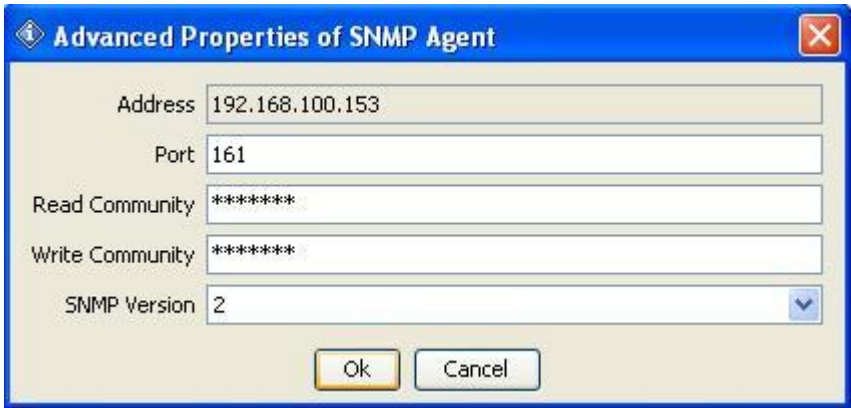 Advanced Properties of SNMP Agent
Address 192.168.100.153
Port 161
Read Community *******
Write Community *******
SNMP Version 2
Ok Cancel